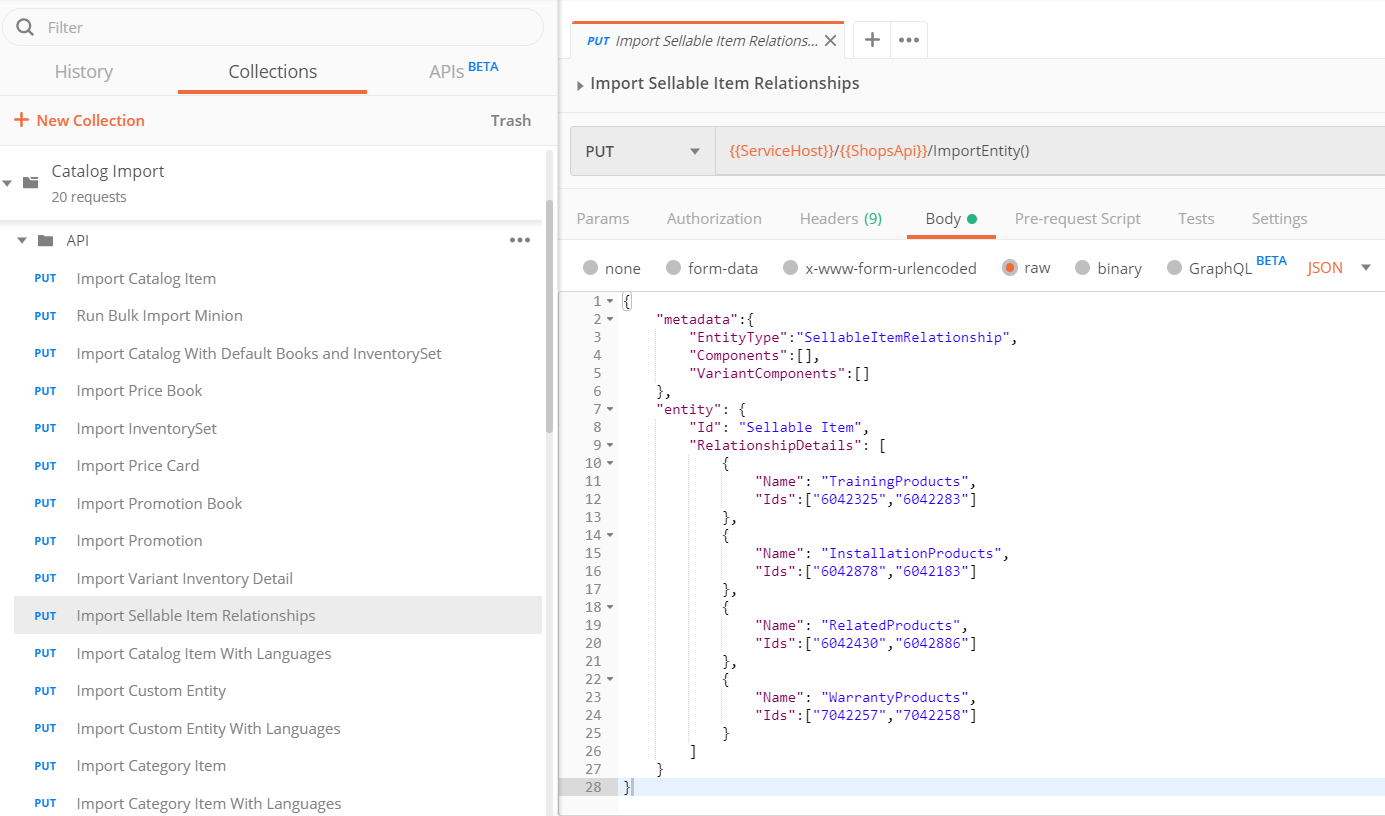 Filter
History
Collections
APIs BETA
+ New Collection
Trash
Catalog Import
20 requests
API
PUT Import Catalog Item
PUT Run Bulk Import Minion
PUT Import Catalog With Default Books and InventorySet
PUT Import Price Book
PUT Import InventorySet
PUT Import Price Card
PUT Import Promotion Book
PUT Import Promotion
PUT Import Variant Inventory Detail
PUT Import Sellable Item Relationships
PUT Import Catalog Item With Languages
PUT Import Custom Entity
PUT Import Custom Entity With Languages
PUT Import Category Item
PUT Import Category Item With Languages
PUT Import Sellable Item Relations...
Import Sellable Item Relationships
PUT
{{ServiceHost}}/{{ShopsApi}}/ImportEntity()
Params Authorization Headers (9) Body Pre-request Script Tests Settings
none form-data x-www-form-urlencoded raw binary GraphQL BETA JSON
1 {
2 "metadata":{
3 "EntityType":"SellableItemRelationship",
4 "Components":[],
5 "VariantComponents":[]
6 },
7 "entity": {
8 "Id": "Sellable Item",
9 "RelationshipDetails": [
10 {
11 "Name": "TrainingProducts",
12 "Ids":["6042325","6042283"]
13 },
14 {
15 "Name": "InstallationProducts",
16 "Ids":["6042878","6042183"]
17 },
18 {
19 "Name": "RelatedProducts",
20 "Ids":["6042430","6042886"]
21 },
22 {
23 "Name": "WarrantyProducts",
24 "Ids":["7042257","7042258"]
25 }
26 ]
27 }
28 }